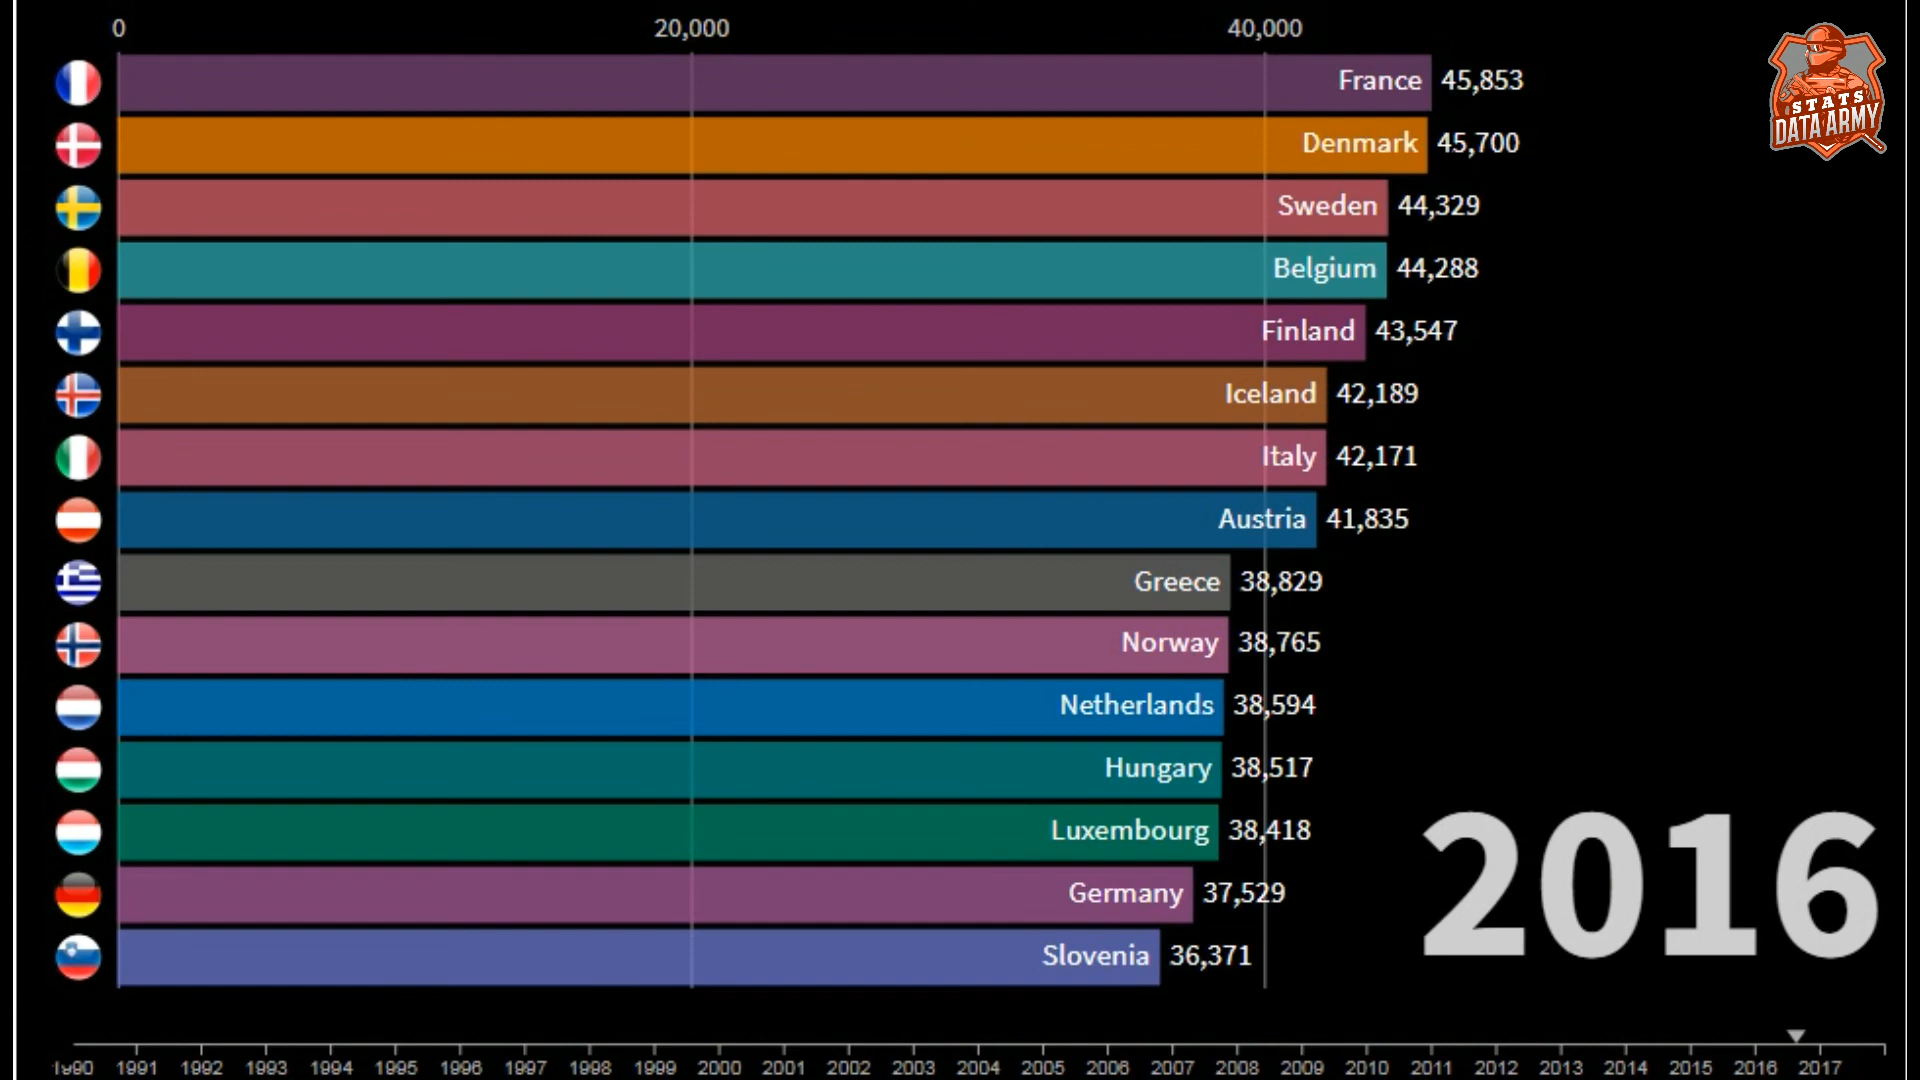 0 20,000 40,000
France 45,853
Denmark 45,700
Sweden 44,329
Belgium 44,288
Finland 43,547
Iceland 42,189
Italy 42,171
Austria 41,835
Greece 38,829
Norway 38,765
Netherlands 38,594
Hungary 38,517
Luxembourg 38,418
Germany 37,529
Slovenia 36,371
STATS
DATA ARMY
2016
1990 1991 1992 1993 1994 1995 1996 1997 1998 1999 2000 2001 2002 2003 2004 2005 2006 2007 2008 2009 2010 2011 2012 2013 2014 2015 2016 2017